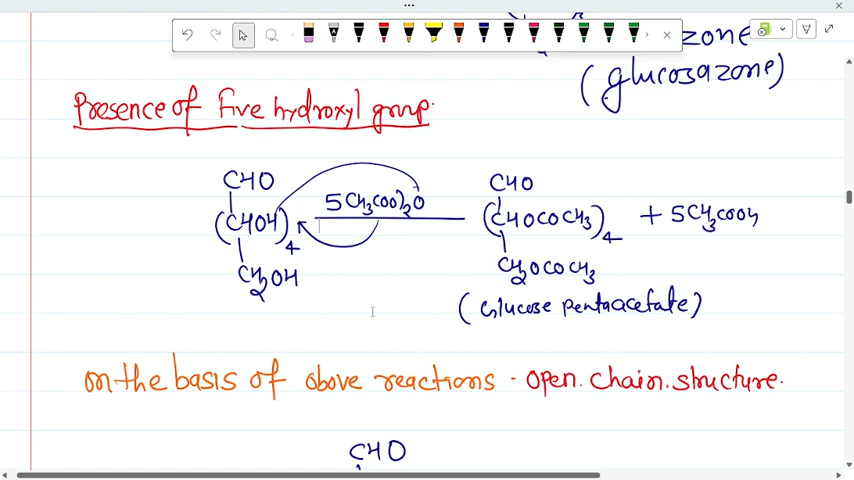 zone
(glucosazone)
Presence of Five hydroxyl group.
CHO CHO
(CHOH)4 5(CH3COO)2O (CHOCOCH3)4 + 5CH3COOH
CH2OH CH2OCOCH3
(Glucose pentaacetate)
on the basis of above reactions - open.chain.structure.
CHO